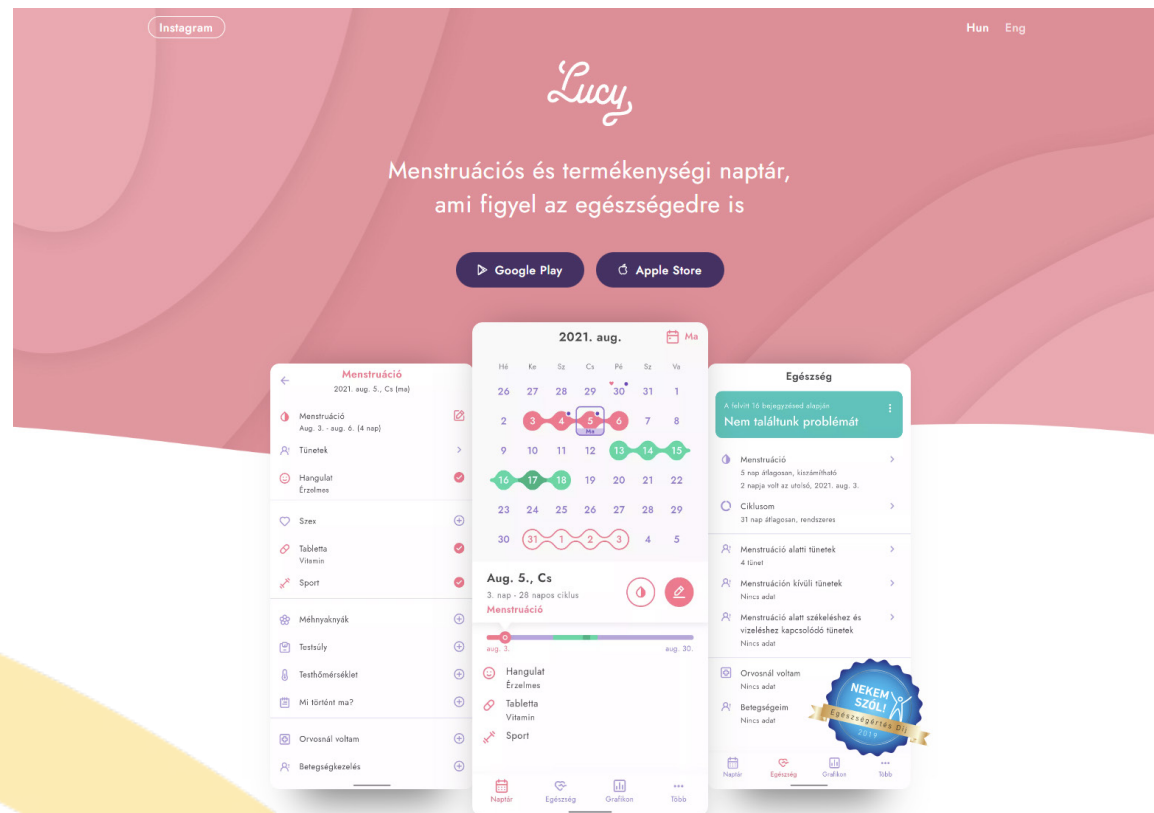 Instagram
Hun Eng
Lucy
Menstruációs és termékenységi naptár,
ami figyel az egészségedre is
Google Play
Apple Store
Menstruáció
2021. aug. 5., Cs (ma)
Menstruáció
Aug. 3. - aug. 6. (4 nap)
Tünetek
Hangulat
Érzelmes
Szex
Tabletta
Vitamin
Sport
Méhnyaknyák
Testsúly
Testhőmérséklet
Mi történt ma?
Orvosnál voltam
Betegségkezelés
2021. aug.
Ma
Hé Ke Sz Cs Pé Sz Va
26 27 28 29 30 31 1
2 3 4 5 6 7 8
Ma
9 10 11 12 13 14 15
16 17 18 19 20 21 22
23 24 25 26 27 28 29
30 31 1 2 3 4 5
Aug. 5., Cs
3. nap - 28 napos ciklus
Menstruáció
aug. 3. aug. 30.
Hangulat
Érzelmes
Tabletta
Vitamin
Sport
Naptár Egészség Grafikon Több
Egészség
A felvitt 16 bejegyzésed alapján
Nem találtunk problémát
Menstruáció
5 nap átlagosan, kiszámítható
2 napja volt az utolsó, 2021. aug. 3.
Ciklusom
31 nap átlagosan, rendszeres
Menstruáció alatti tünetek
4 tünet
Menstruáción kívüli tünetek
Nincs adat
Menstruáció alatt székeléshez és
vizeléshez kapcsolódó tünetek
Nincs adat
Orvosnál voltam
Nincs adat
Betegségeim
Nincs adat
NEKEM
SZÓL!
Egészségértés Díj
2019
Naptár Egészség Grafikon Több